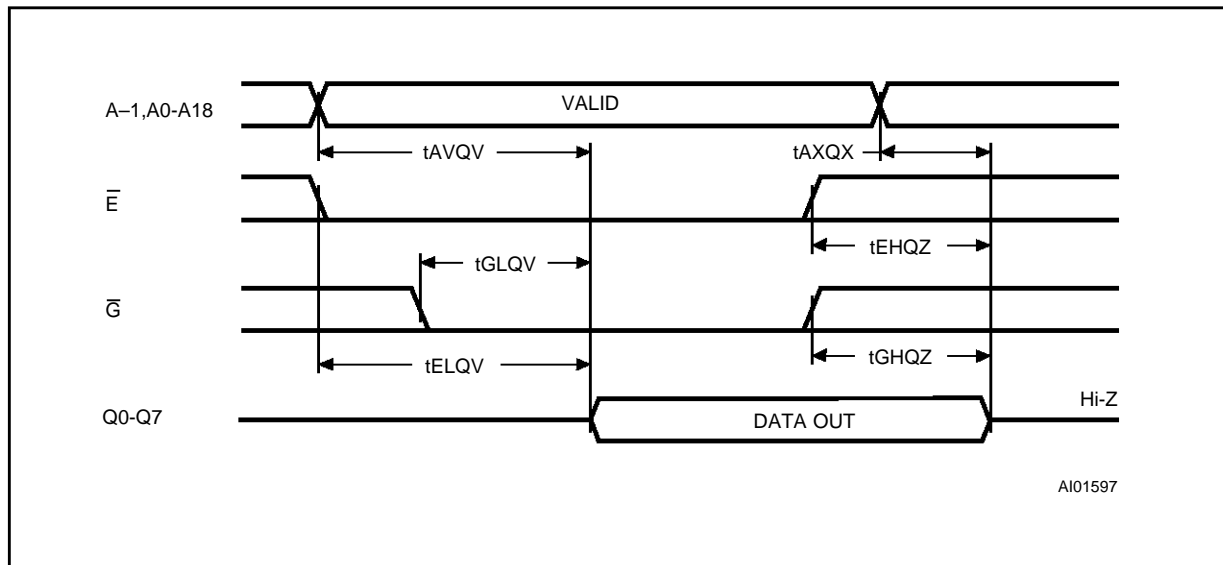 A–1,A0-A18
VALID
tAVQV
tAXQX
E̅
tEHQZ
tGLQV
G̅
tGHQZ
tELQV
Hi-Z
Q0-Q7
DATA OUT
AI01597